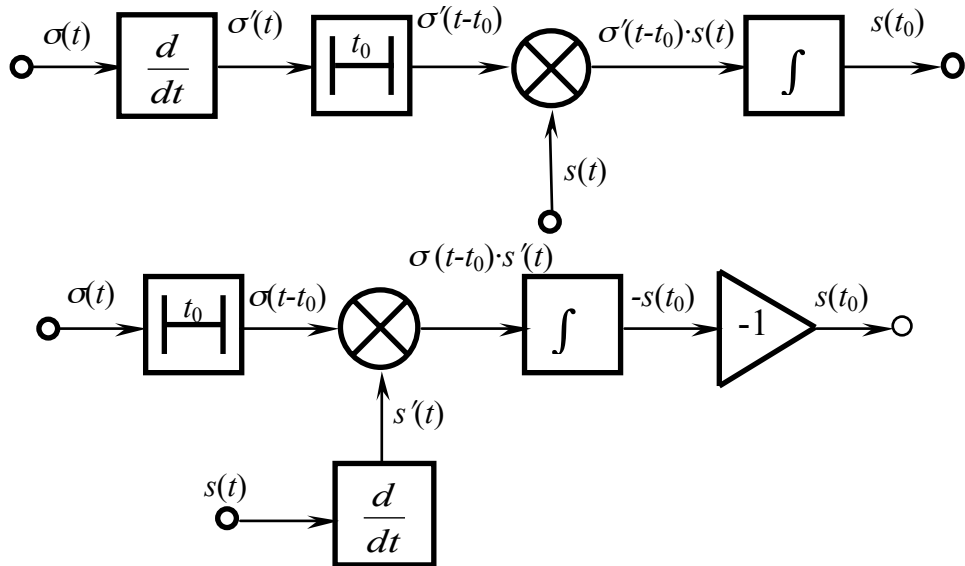 σ(t)
d
dt
σ′(t)
t₀
σ′(t-t₀)
σ′(t-t₀)·s(t)
∫
s(t₀)
s(t)
σ(t)
t₀
σ(t-t₀)
σ(t-t₀)·s′(t)
∫
-s(t₀)
-1
s(t₀)
s′(t)
s(t)
d
dt